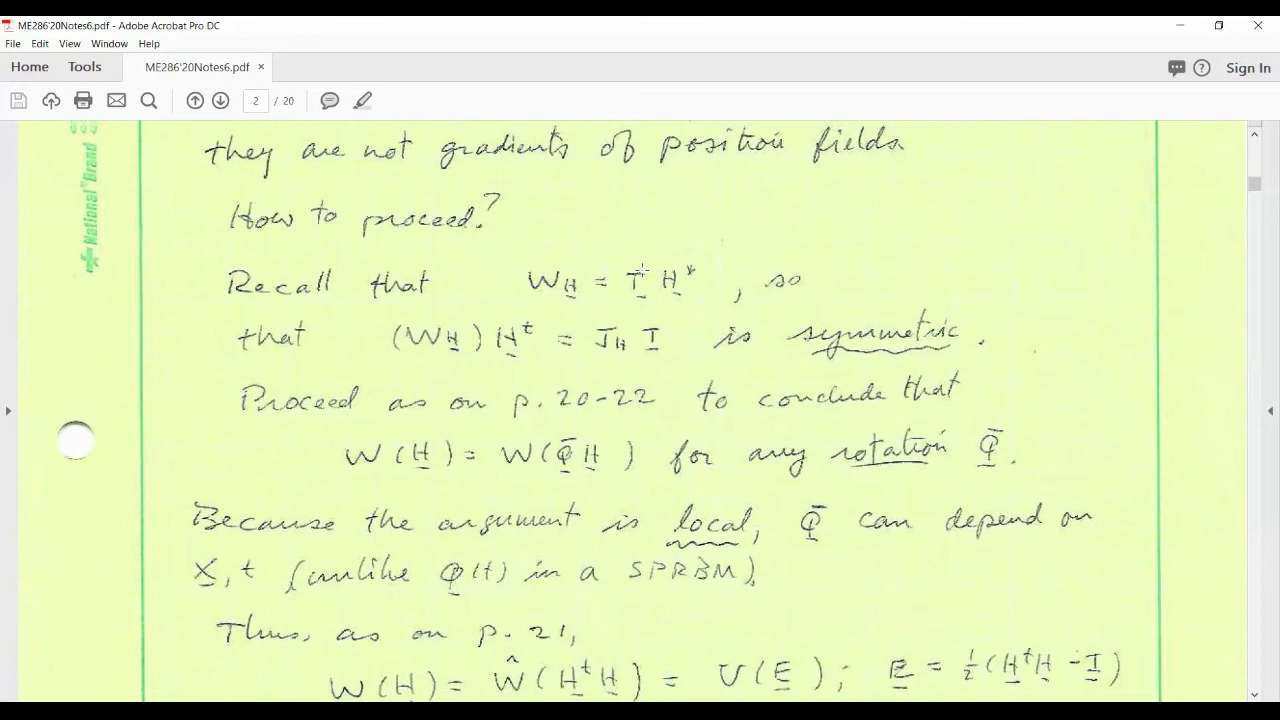 ME286'20Notes6.pdf - Adobe Acrobat Pro DC
File Edit View Window Help
Home Tools ME286'20Notes6.pdf × Sign In
2 / 20
National®Brand
they are not gradients of position fields.
How to proceed?
Recall that W_H̲ = T̲ H̲*, so
that (W_H̲) H̲ᵗ = J_H T̲ is symmetric.
Proceed as on p. 20-22 to conclude that
W(H̲) = W(Q̲̄ H̲) for any rotation Q̲̄.
Because the argument is local, Q̲̄ can depend on
X̲, t (unlike Q̲(t) in a SPRBM).
Thus, as on p. 21,
W(H̲) = Ŵ(H̲ᵗH̲) = U(E̲); E̲ = ½(H̲ᵗH̲ - I̲)